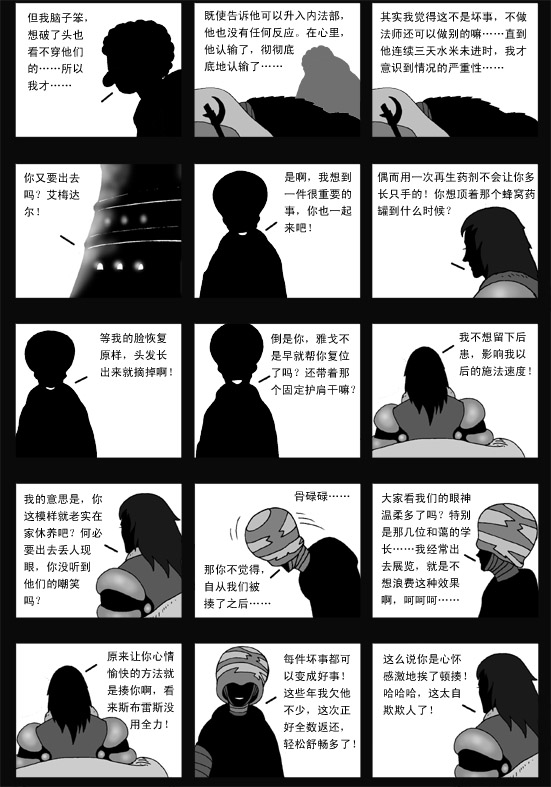 但我脑子笨，
想破了头也
看不穿他们
的……所以
我才……
既使告诉他可以升入内法部，
他也没有任何反应。在心里，
他认输了，彻彻底
底地认输了……
其实我觉得这不是坏事，不做
法师还可以做别的嘛……直到
他连续三天水米未进时，我才
意识到情况的严重性……
你又要出去
吗？艾梅达
尔！
是啊，我想到
一件很重要的
事，你也一起
来吧！
偶而用一次再生药剂不会让你多
长只手的！你想顶着那个蜂窝药
罐到什么时候？
等我的脸恢复
原样，头发长
出来就摘掉啊！
倒是你，雅戈不
是早就帮你复位
了吗？还带着那
个固定护肩干嘛？
我不想留下后
患，影响我以
后的施法速度！
我的意思是，你
这模样就老实在
家休养吧？何必
要出去丢人现
眼，你没听到
他们的嘲笑
吗？
骨碌碌……
那你不觉得，
自从我们被
揍了之后……
大家看我们的眼神
温柔多了吗？特别
是那几位和蔼的学
长……我经常出
去展览，就是不
想浪费这种效果
啊，呵呵呵……
原来让你心情
愉快的方法就
是揍你啊，看
来斯布雷斯没
用全力！
每件坏事都可
以变成好事！
这些年我欠他
不少，这次正
好全数返还，
轻松舒畅多了！
这么说你是心怀
感激地挨了顿揍！
哈哈哈，这太自
欺欺人了！